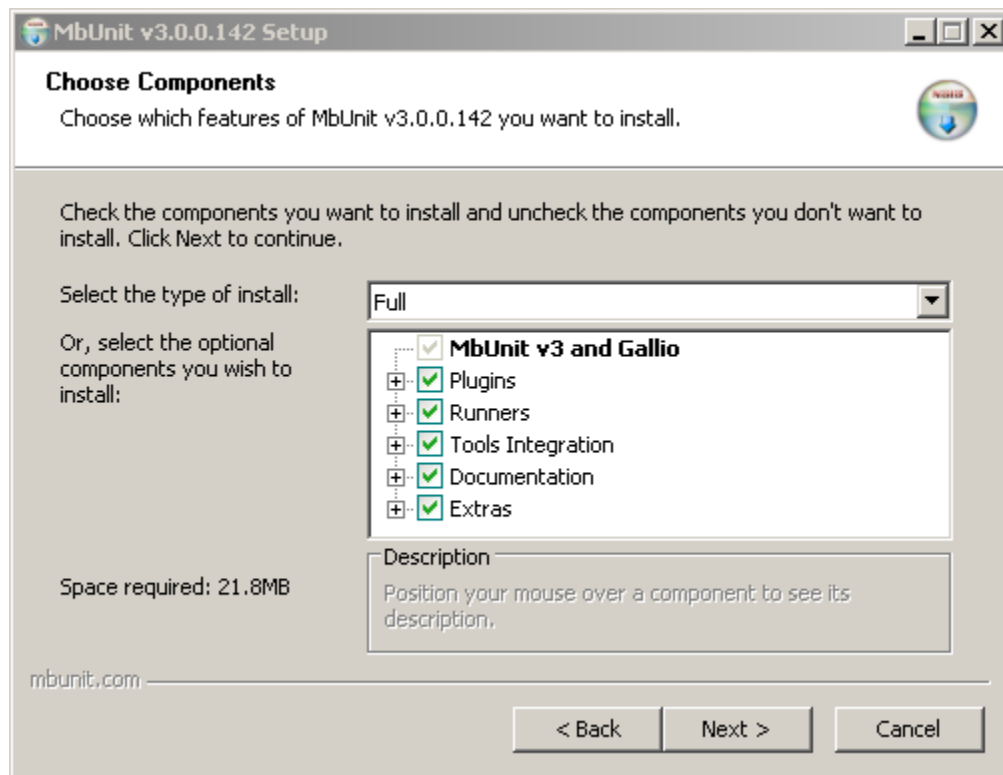 MbUnit v3.0.0.142 Setup
Choose Components
Choose which features of MbUnit v3.0.0.142 you want to install.
Check the components you want to install and uncheck the components you don't want to
install. Click Next to continue.
Select the type of install:
Full
Or, select the optional
components you wish to
install:
MbUnit v3 and Gallio
Plugins
Runners
Tools Integration
Documentation
Extras
Space required: 21.8MB
Description
Position your mouse over a component to see its
description.
mbunit.com
< Back
Next >
Cancel